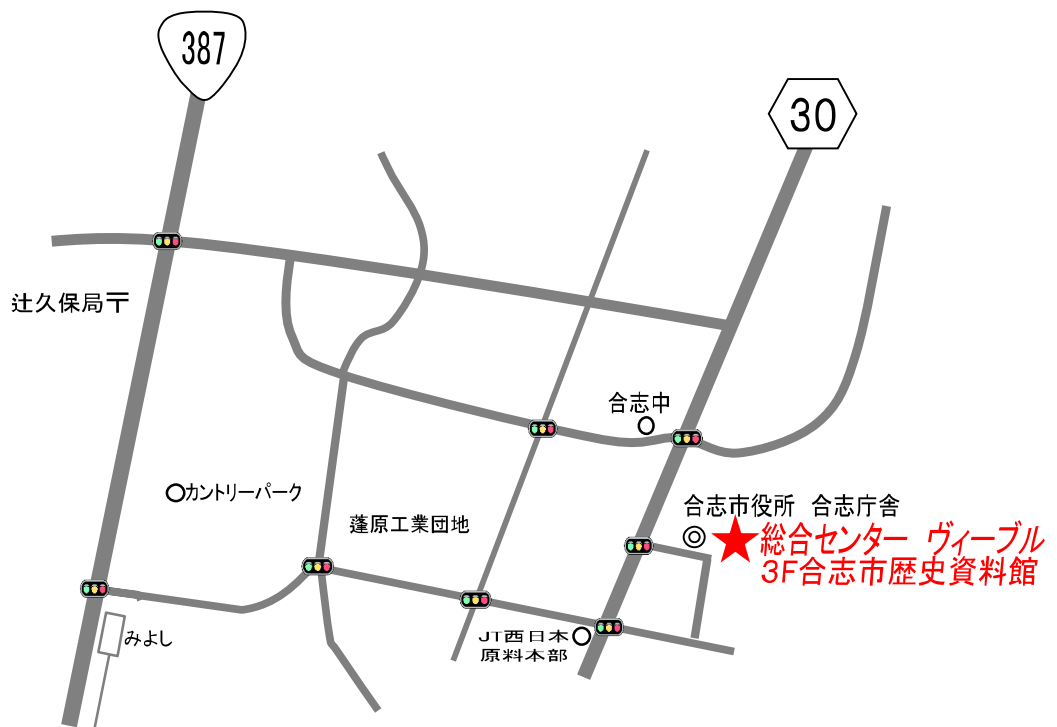 387
30
辻久保局〒
合志中
カントリーパーク
蓬原工業団地
合志市役所 合志庁舎
総合センター ヴィーブル
3F合志市歴史資料館
みよし
JT西日本
原料本部